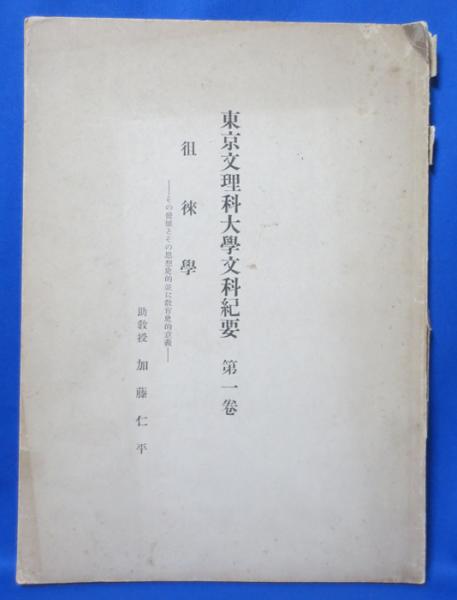 東京文理科大學文科紀要 第一卷
徂徠學
——その發展とその思想史的並に教育史的意義——
助教授 加藤仁平